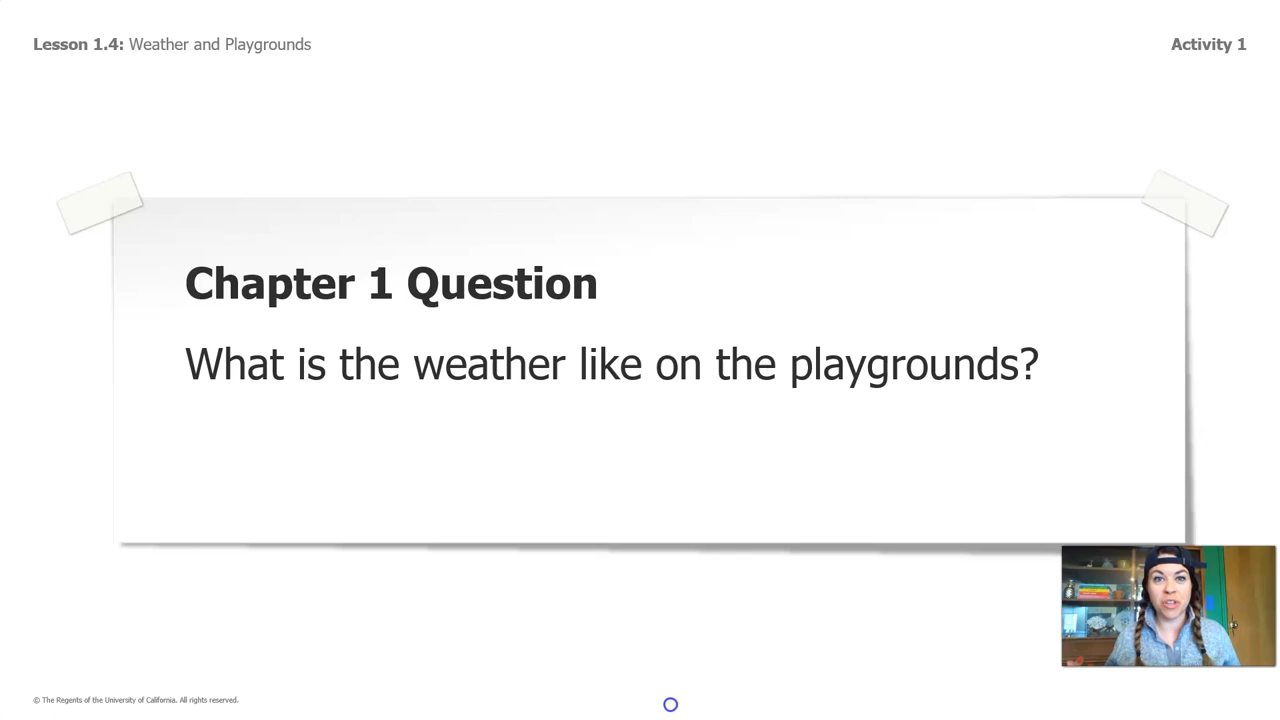 Lesson 1.4: Weather and Playgrounds
Activity 1
Chapter 1 Question
What is the weather like on the playgrounds?
© The Regents of the University of California. All rights reserved.